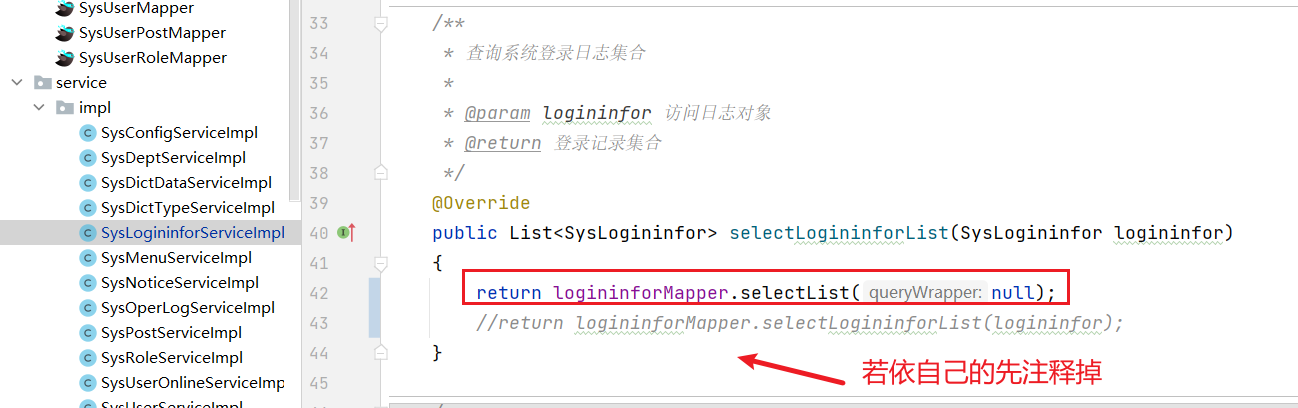 SysUserMapper
SysUserPostMapper
SysUserRoleMapper
service
impl
SysConfigServiceImpl
SysDeptServiceImpl
SysDictDataServiceImpl
SysDictTypeServiceImpl
SysLogininforServiceImpl
SysMenuServiceImpl
SysNoticeServiceImpl
SysOperLogServiceImpl
SysPostServiceImpl
SysRoleServiceImpl
SysUserOnlineServiceImp
SysUserServiceImpl
33 /**
34 * 查询系统登录日志集合
35 *
36 * @param logininfor 访问日志对象
37 * @return 登录记录集合
38 */
39 @Override
40 public List<SysLogininfor> selectLogininforList(SysLogininfor logininfor)
41 {
42 return logininforMapper.selectList( queryWrapper: null);
43 //return logininforMapper.selectLogininforList(logininfor);
44 }
45
若依自己的先注释掉